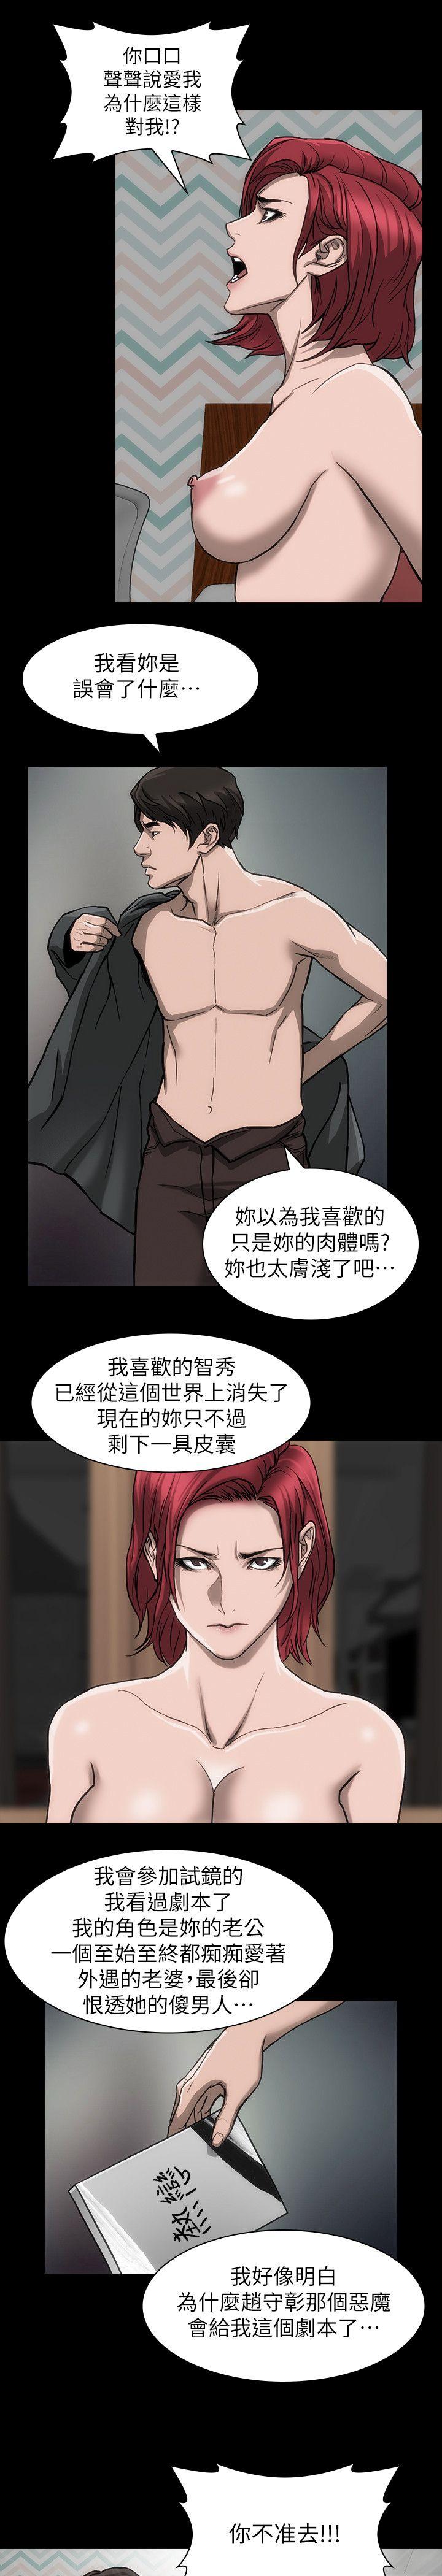 你口口
聲聲說愛我
為什麼這樣
對我!?
我看妳是
誤會了什麼…
妳以為我喜歡的
只是妳的肉體嗎?
妳也太膚淺了吧…
我喜歡的智秀
已經從這個世界上消失了
現在的妳只不過
剩下一具皮囊
我會參加試鏡的
我看過劇本了
我的角色是妳的老公
一個至始至終都痴痴愛著
外遇的老婆,最後卻
恨透她的傻男人…
我好像明白
為什麼趙守彰那個惡魔
會給我這個劇本了…
你不准去!!!